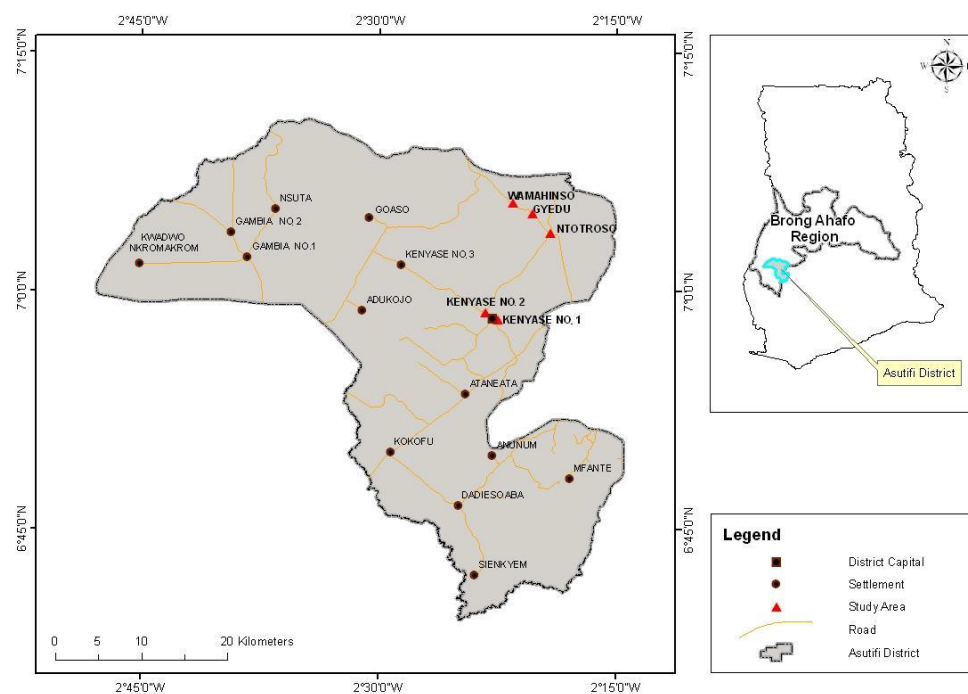 2°45'0"W
2°30'0"W
2°15'0"W
7°15'0"N
7°15'0"N
N
W
S
WAMAHINSO
GYEDU
NSUTA
GOASO
NTOTROSO
GAMBIA NO,2
KWADWO
NKROMAKROM
GAMBIA NO.1
KENYASE NO,3
Brong Ahafo
Region
7°0'0"N
7°0'0"N
ADUKOJO
KENYASE NO. 2
KENYASE NO, 1
Asutifi District
ATANEATA
KOKOFU
ANUNUM
MFANTE
DADIESOABA
6°45'0"N
6°45'0"N
SIENKYEM
Legend
District Capital
Settlement
Study Area
Road
Asutifi District
0 5 10 20 Kilometers
2°45'0"W
2°30'0"W
2°15'0"W